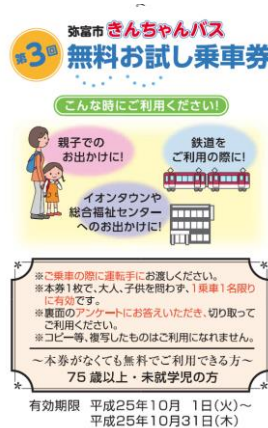 弥富市 きんちゃんバス
第3回 無料お試し乗車券
こんな時にご利用ください!
親子での
お出かけに!
鉄道を
ご利用の際に!
イオンタウンや
総合福祉センター
へのお出かけに!
※ご乗車の際に運転手にお渡しください。
※本券1枚で、大人、子供を問わず、1乗車1名限り
に有効です。
※裏面のアンケートにお答えいただき、切り取って
ご利用ください。
※コピー等、複写したものはご利用になれません。
〜本券がなくても無料でご利用できる方〜
75歳以上・未就学児の方
有効期限 平成25年10月 1日(火)〜
平成25年10月31日(木)